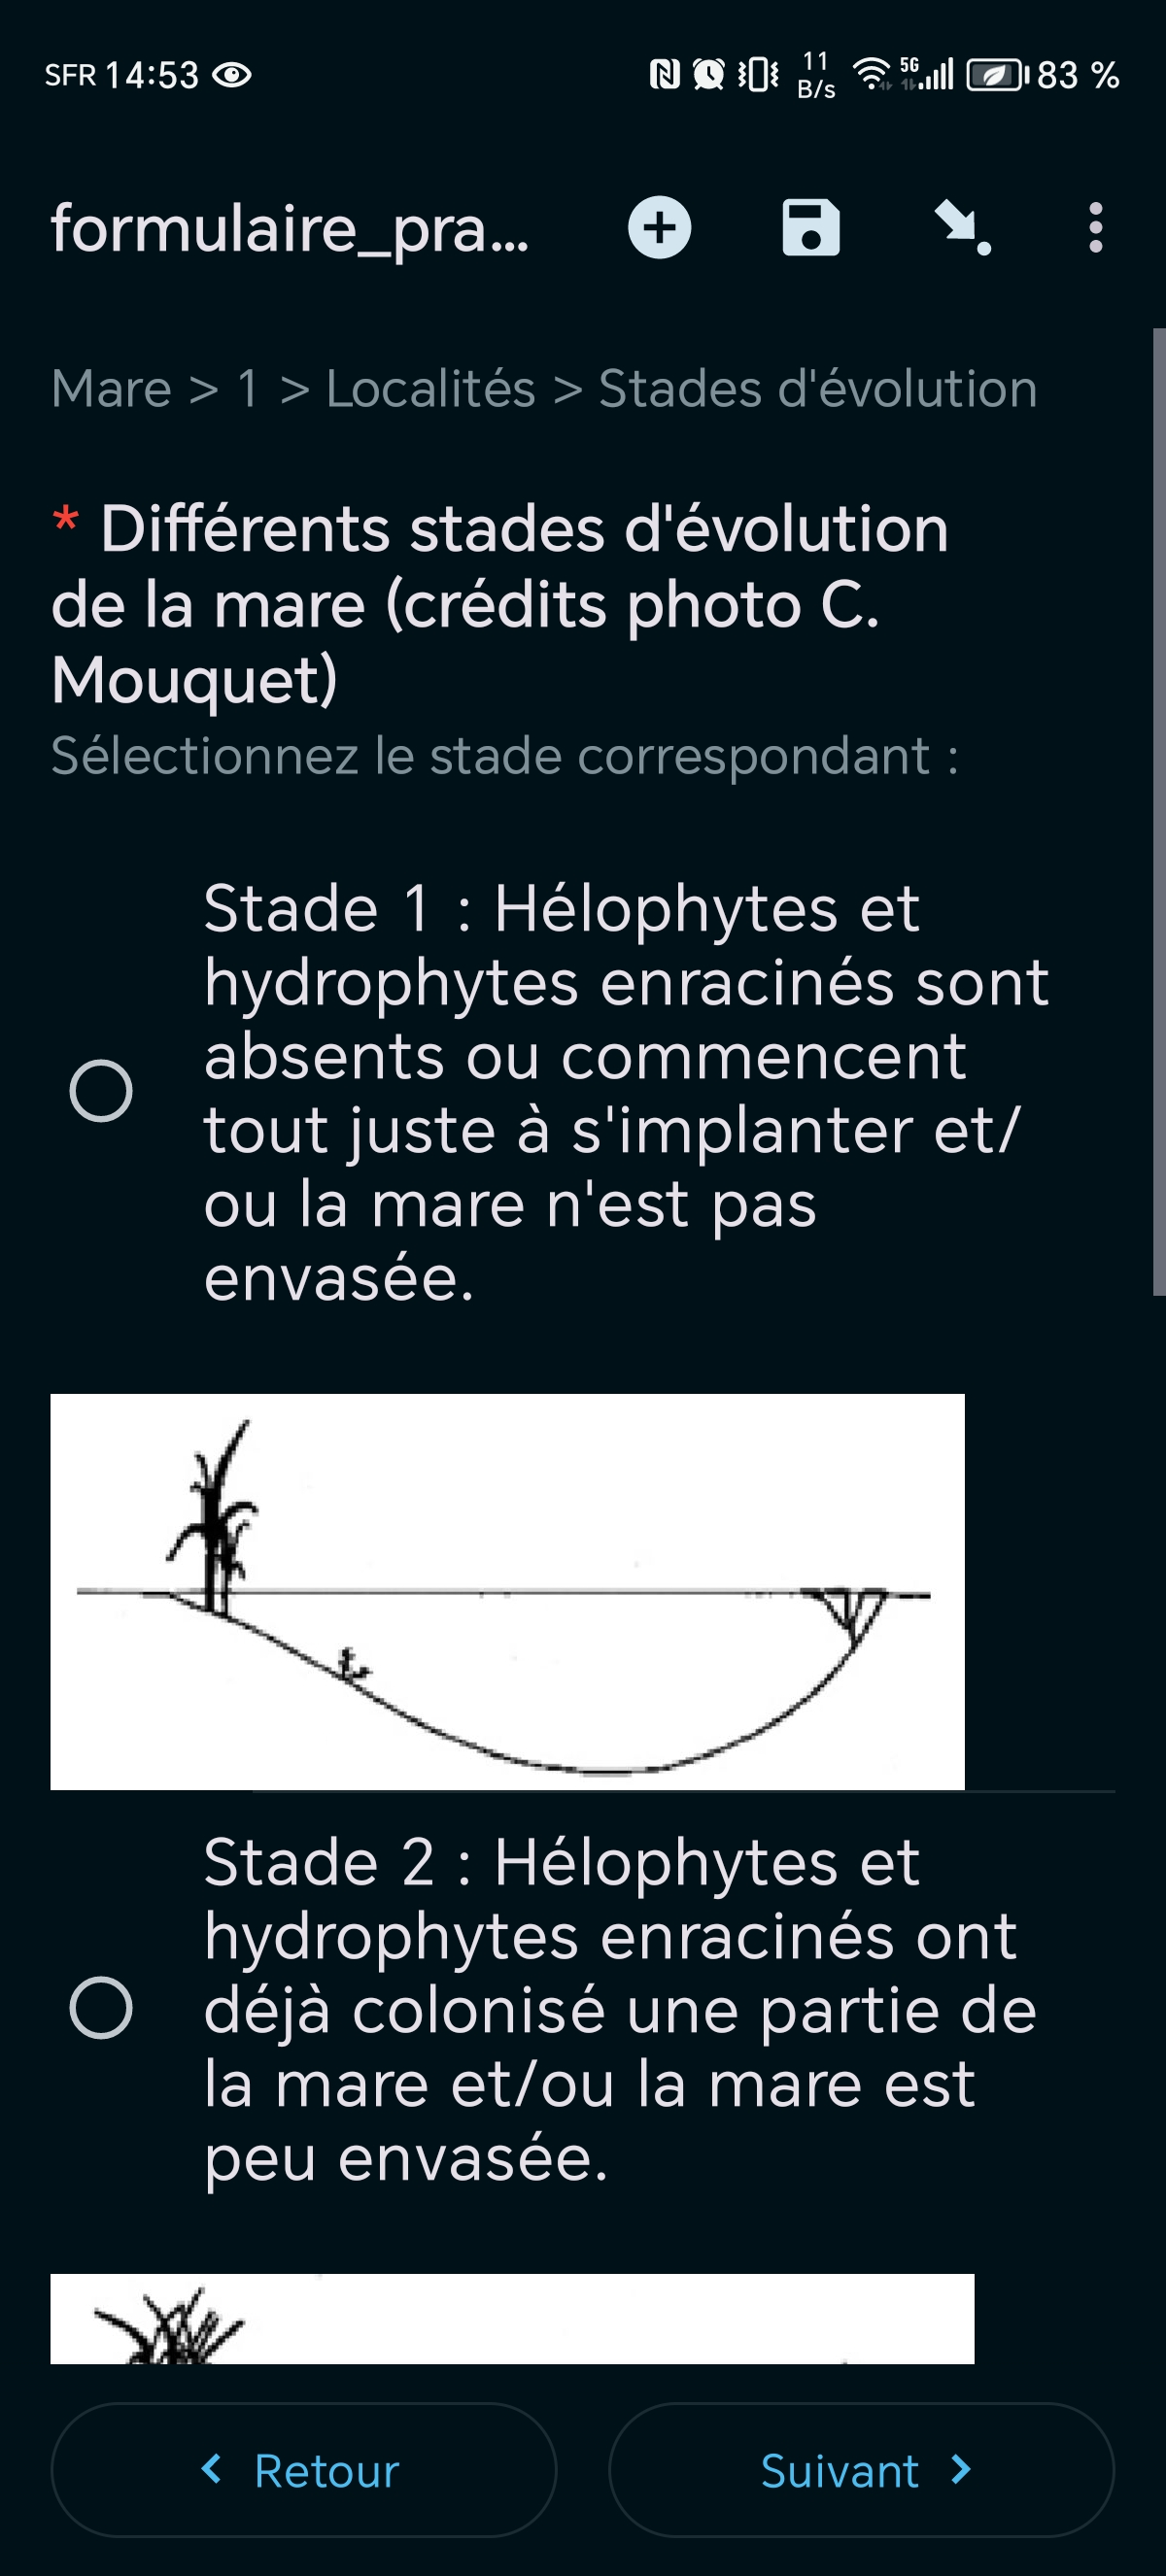 SFR 14:53 11 B/s 5G 83 %
formulaire_pra...
Mare > 1 > Localités > Stades d'évolution
* Différents stades d'évolution
de la mare (crédits photo C.
Mouquet)
Sélectionnez le stade correspondant :
Stade 1 : Hélophytes et
hydrophytes enracinés sont
absents ou commencent
tout juste à s'implanter et/
ou la mare n'est pas
envasée.
Stade 2 : Hélophytes et
hydrophytes enracinés ont
déjà colonisé une partie de
la mare et/ou la mare est
peu envasée.
Retour
Suivant